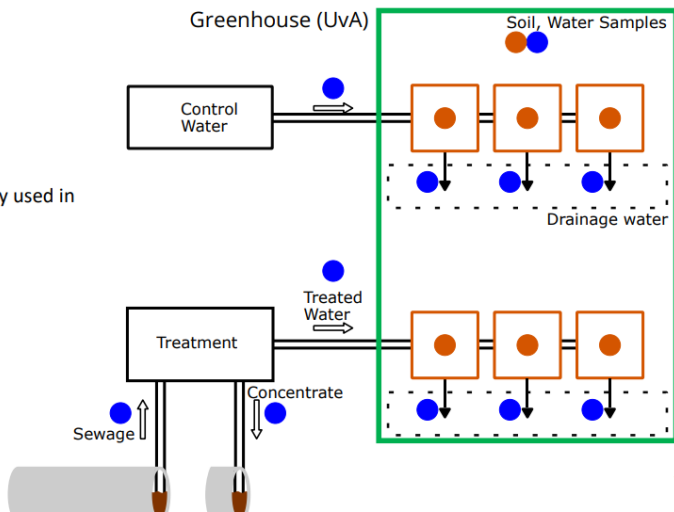 Greenhouse (UvA)
Soil, Water Samples
Control
Water
y used in
Drainage water
Treated
Water
Treatment
Concentrate
Sewage